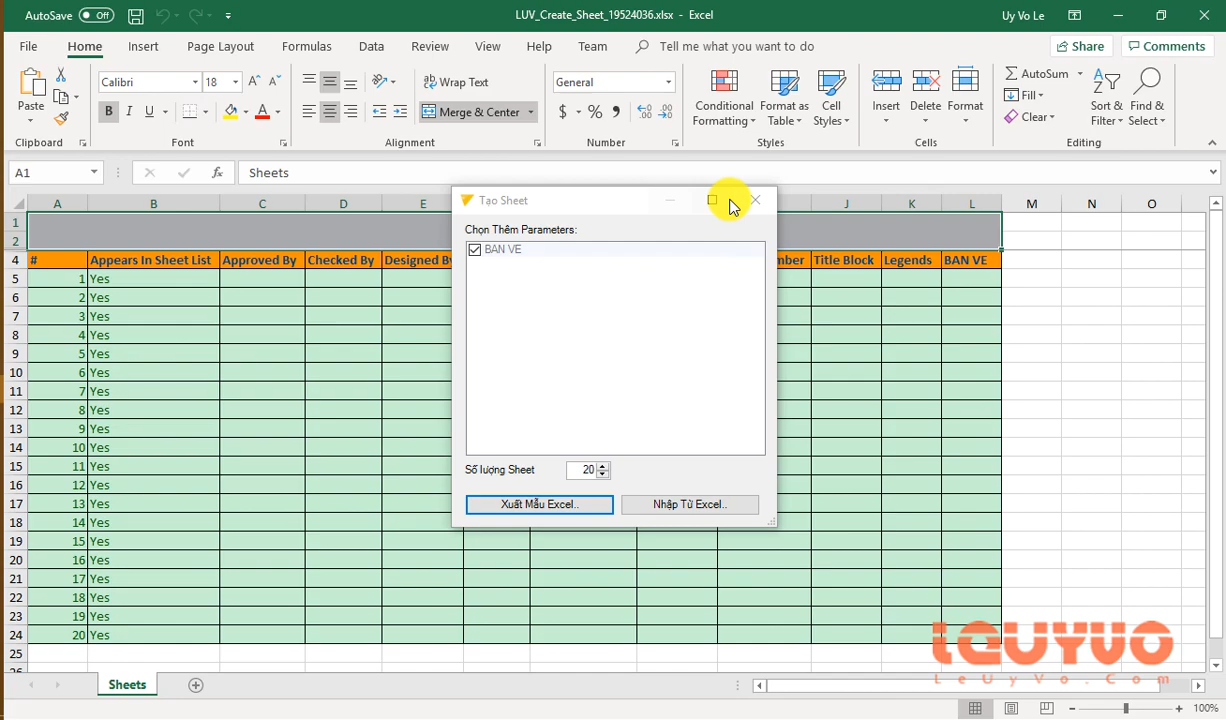 AutoSave Off
LUV_Create_Sheet_19524036.xlsx - Excel
Uy Vo Le
File Home Insert Page Layout Formulas Data Review View Help Team Tell me what you want to do Share Comments
Paste
Clipboard
Calibri 18
B I U
Font
Wrap Text
Merge & Center
Alignment
General
$ % ,
Number
Conditional Formatting
Format as Table
Cell Styles
Styles
Insert
Delete
Format
Cells
AutoSum
Fill
Clear
Sort & Filter
Find & Select
Editing
A1 fx Sheets
A B C D E J K L M N O
1
2
4 # Appears In Sheet List Approved By Checked By Designed By mber Title Block Legends BAN VE
5 1 Yes
6 2 Yes
7 3 Yes
8 4 Yes
9 5 Yes
10 6 Yes
11 7 Yes
12 8 Yes
13 9 Yes
14 10 Yes
15 11 Yes
16 12 Yes
17 13 Yes
18 14 Yes
19 15 Yes
20 16 Yes
21 17 Yes
22 18 Yes
23 19 Yes
24 20 Yes
25
Tạo Sheet
Chọn Thêm Parameters:
BAN VE
Số lượng Sheet 20
Xuất Mẫu Excel.. Nhập Từ Excel..
LEUYVO
LeUyVo.Com
Sheets
100%